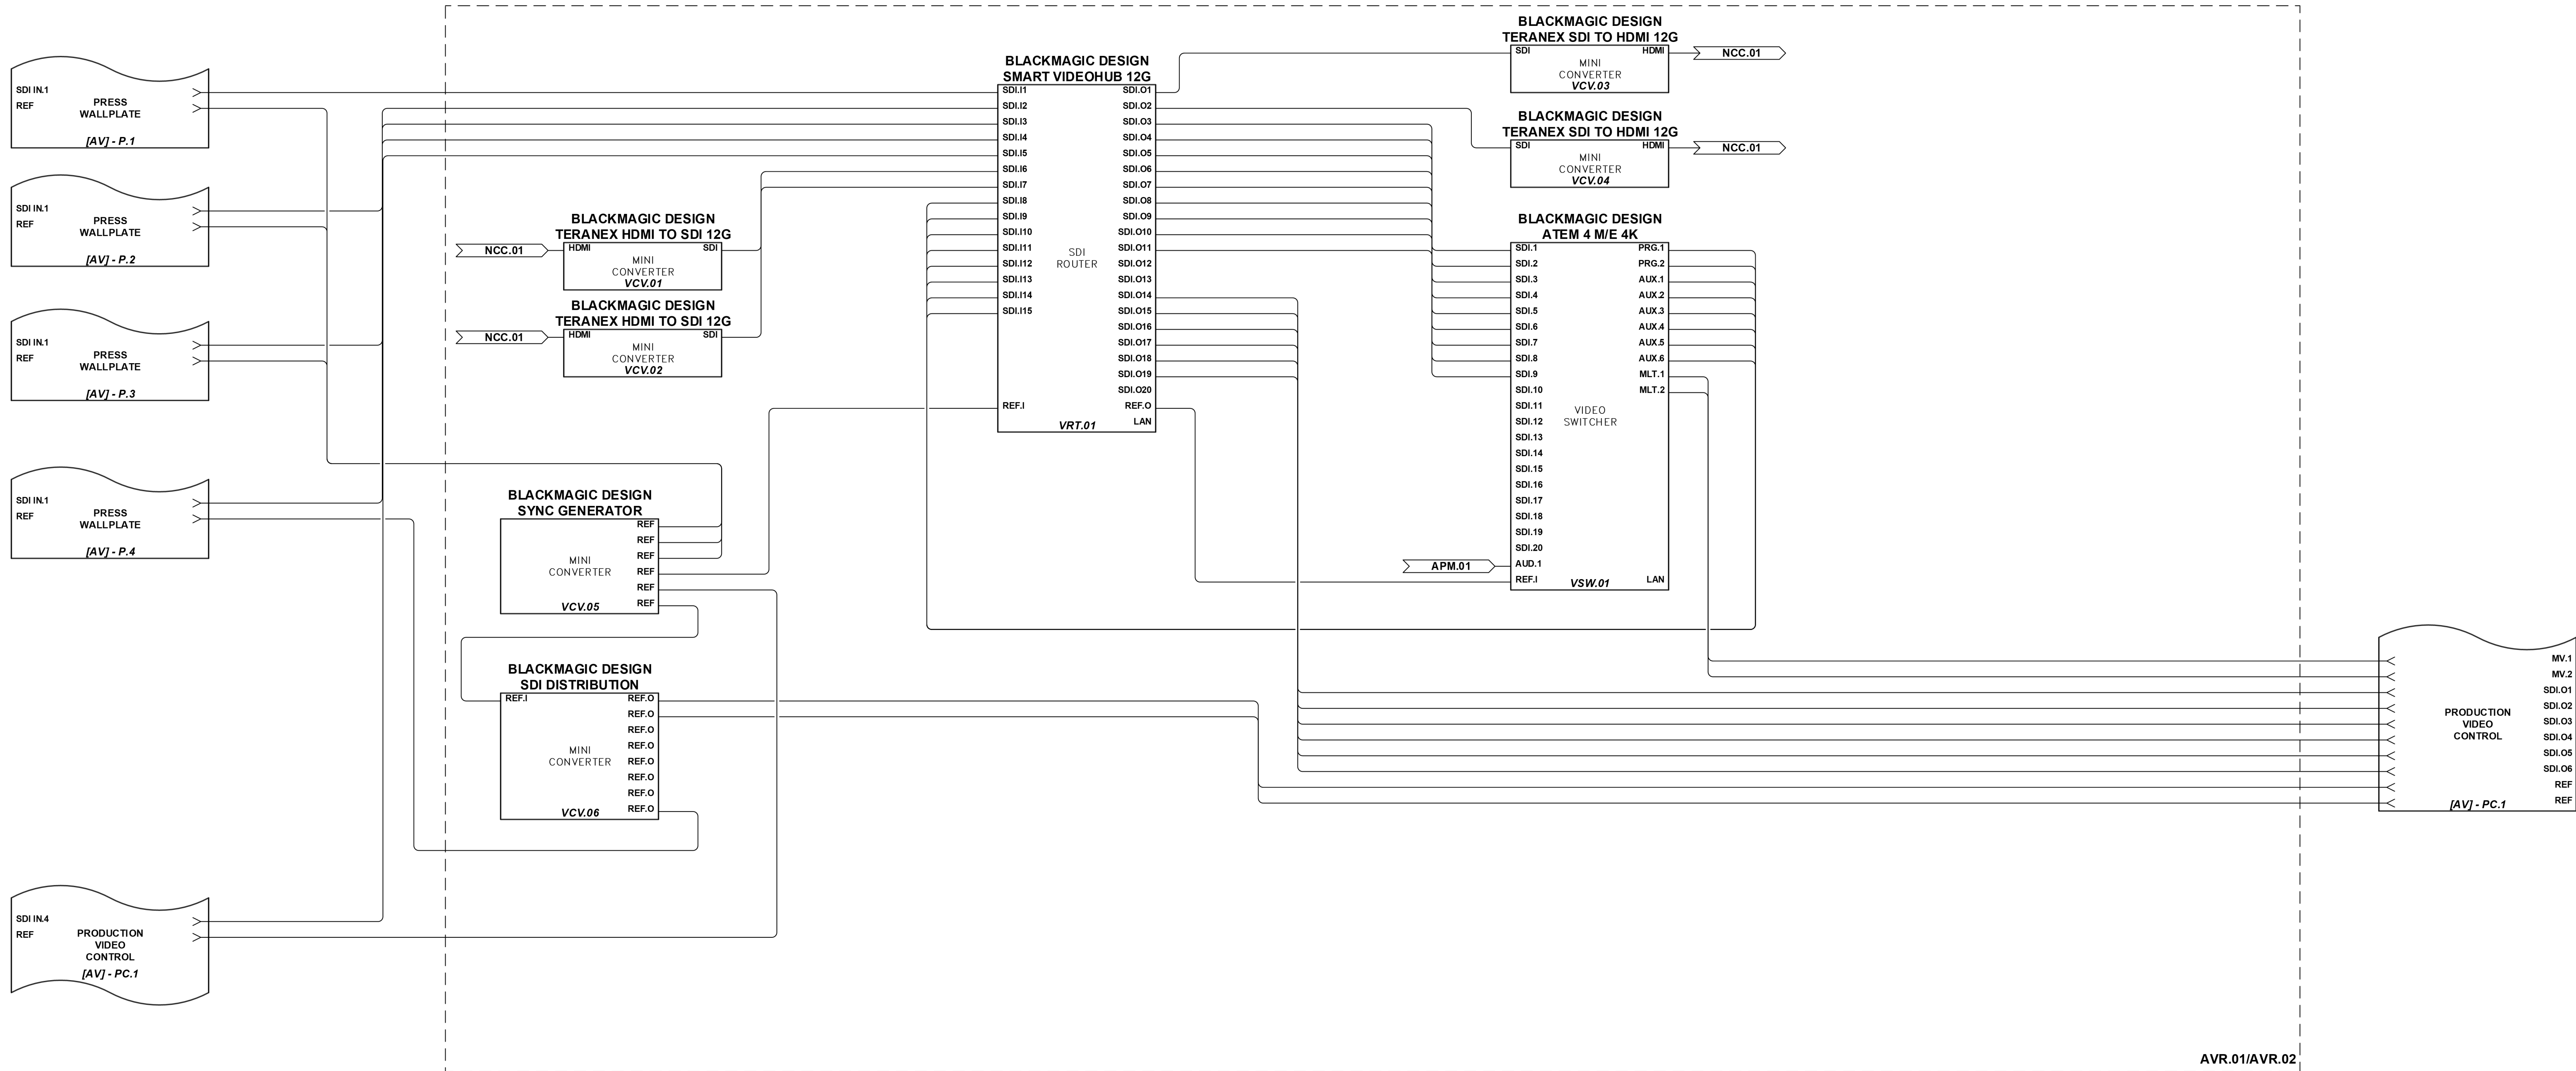 SDI IN.1
REF
PRESS
WALLPLATE
[AV] - P.1
SDI IN.1
REF
PRESS
WALLPLATE
[AV] - P.2
SDI IN.1
REF
PRESS
WALLPLATE
[AV] - P.3
SDI IN.1
REF
PRESS
WALLPLATE
[AV] - P.4
SDI IN.4
REF
PRODUCTION
VIDEO
CONTROL
[AV] - PC.1
BLACKMAGIC DESIGN
TERANEX HDMI TO SDI 12G
NCC.01
HDMI
SDI
MINI
CONVERTER
VCV.01
BLACKMAGIC DESIGN
TERANEX HDMI TO SDI 12G
NCC.01
HDMI
SDI
MINI
CONVERTER
VCV.02
BLACKMAGIC DESIGN
SYNC GENERATOR
REF
REF
REF
REF
REF
REF
MINI
CONVERTER
VCV.05
BLACKMAGIC DESIGN
SDI DISTRIBUTION
REF.I
REF.O
REF.O
REF.O
REF.O
REF.O
REF.O
REF.O
REF.O
MINI
CONVERTER
VCV.06
BLACKMAGIC DESIGN
SMART VIDEOHUB 12G
SDI.I1
SDI.I2
SDI.I3
SDI.I4
SDI.I5
SDI.I6
SDI.I7
SDI.I8
SDI.I9
SDI.I10
SDI.I11
SDI.I12
SDI.I13
SDI.I14
SDI.I15
REF.I
SDI
ROUTER
SDI.O1
SDI.O2
SDI.O3
SDI.O4
SDI.O5
SDI.O6
SDI.O7
SDI.O8
SDI.O9
SDI.O10
SDI.O11
SDI.O12
SDI.O13
SDI.O14
SDI.O15
SDI.O16
SDI.O17
SDI.O18
SDI.O19
SDI.O20
REF.O
LAN
VRT.01
BLACKMAGIC DESIGN
TERANEX SDI TO HDMI 12G
SDI
HDMI
MINI
CONVERTER
VCV.03
NCC.01
BLACKMAGIC DESIGN
TERANEX SDI TO HDMI 12G
SDI
HDMI
MINI
CONVERTER
VCV.04
NCC.01
BLACKMAGIC DESIGN
ATEM 4 M/E 4K
SDI.1
SDI.2
SDI.3
SDI.4
SDI.5
SDI.6
SDI.7
SDI.8
SDI.9
SDI.10
SDI.11
SDI.12
SDI.13
SDI.14
SDI.15
SDI.16
SDI.17
SDI.18
SDI.19
SDI.20
AUD.1
REF.I
APM.01
VIDEO
SWITCHER
PRG.1
PRG.2
AUX.1
AUX.2
AUX.3
AUX.4
AUX.5
AUX.6
MLT.1
MLT.2
VSW.01
LAN
PRODUCTION
VIDEO
CONTROL
MV.1
MV.2
SDI.O1
SDI.O2
SDI.O3
SDI.O4
SDI.O5
SDI.O6
REF
REF
[AV] - PC.1
AVR.01/AVR.02